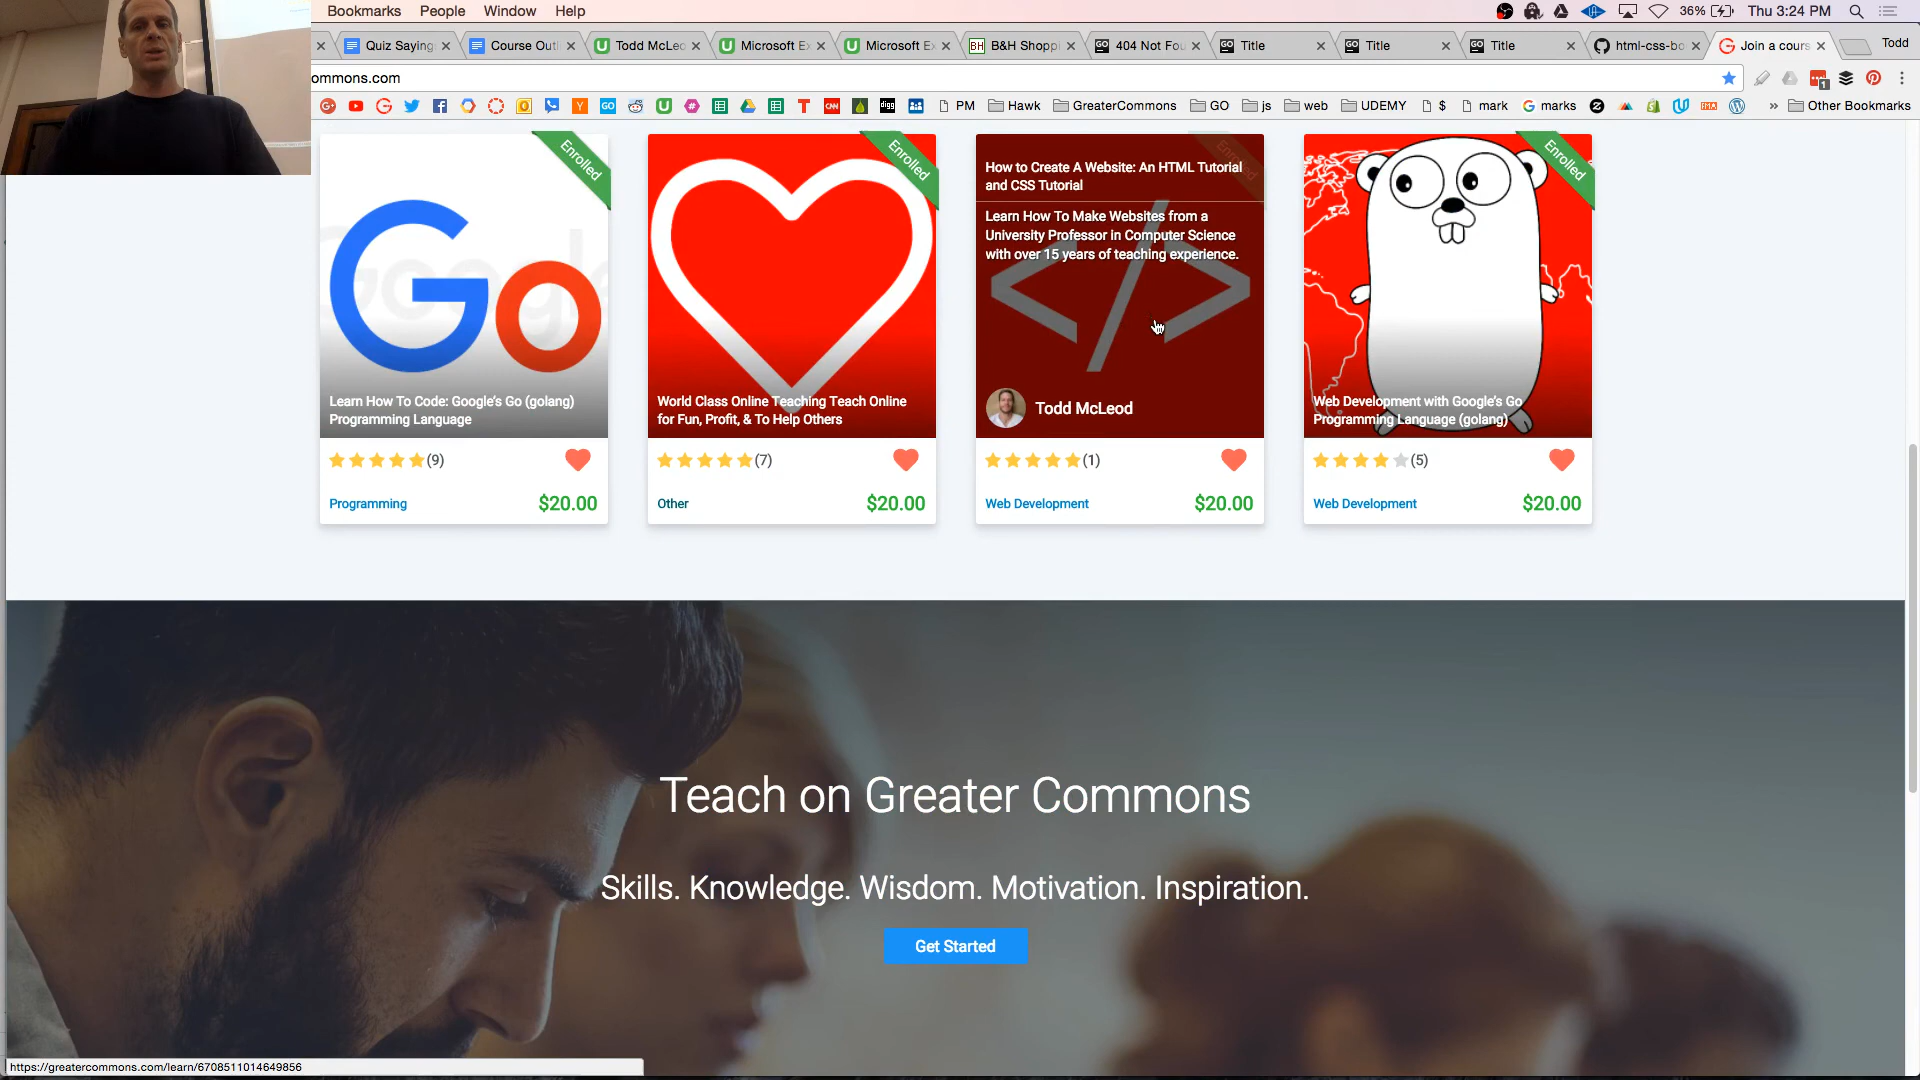 Bookmarks People Window Help
36% Thu 3:24 PM
Quiz Saying
Course Outl
Todd McLeo
Microsoft Ex
Microsoft Ex
B&H Shoppi
404 Not Fou
Title
Title
Title
html-css-bo
Join a cours
Todd
ommons.com
PM
Hawk
GreaterCommons
GO
js
web
UDEMY
$
mark
marks
» Other Bookmarks
Enrolled
Go
Learn How To Code: Google's Go (golang)
Programming Language
(9)
Programming $20.00
Enrolled
World Class Online Teaching Teach Online
for Fun, Profit, & To Help Others
(7)
Other $20.00
How to Create A Website: An HTML Tutorial
and CSS Tutorial
Learn How To Make Websites from a
University Professor in Computer Science
with over 15 years of teaching experience.
</>
Todd McLeod
(1)
Web Development $20.00
Enrolled
Web Development with Google's Go
Programming Language (golang)
(5)
Web Development $20.00
Teach on Greater Commons
Skills. Knowledge. Wisdom. Motivation. Inspiration.
Get Started
https://greatercommons.com/learn/6708511014649856